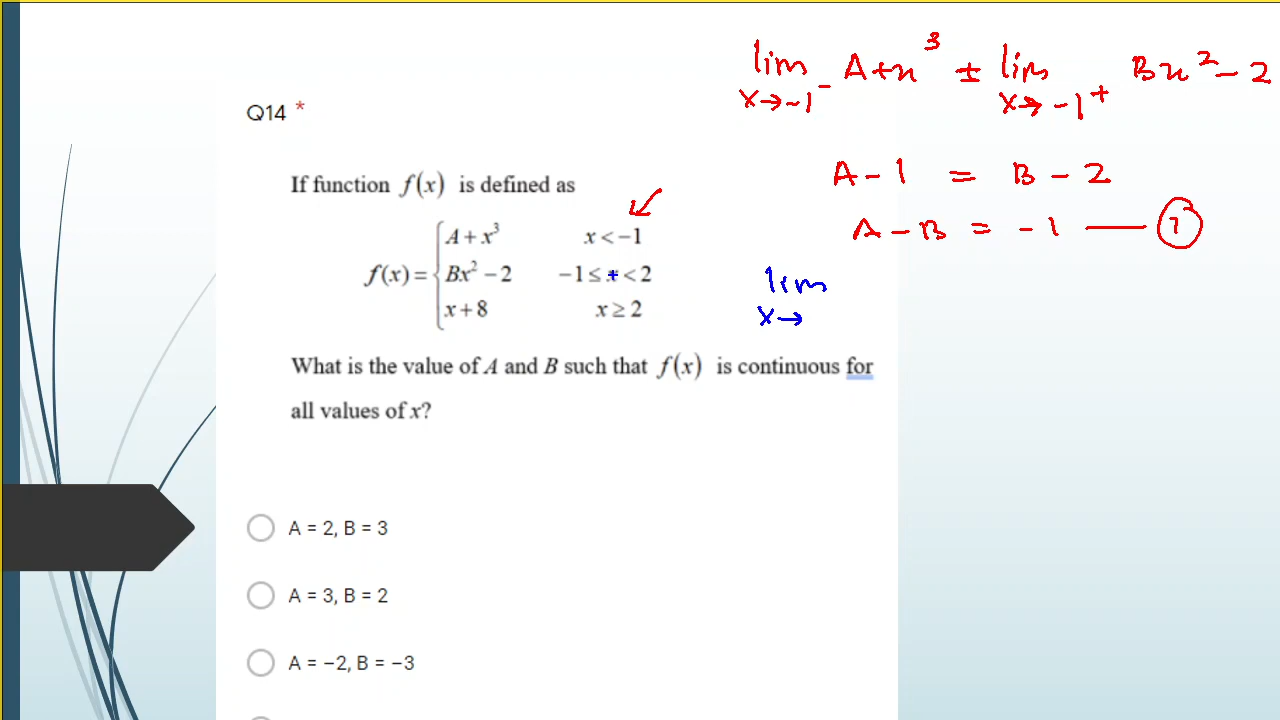 lim A+x³ = lim Bx² − 2
x→-1⁻ x→-1⁺
Q14 *
A − 1 = B − 2
If function f(x) is defined as
A − B = −1 —— ①
A + x³ x < −1
f(x) = { Bx² − 2 −1 ≤ x < 2
x + 8 x ≥ 2
lim
x→
What is the value of A and B such that f(x) is continuous for
all values of x?
A = 2, B = 3
A = 3, B = 2
A = −2, B = −3